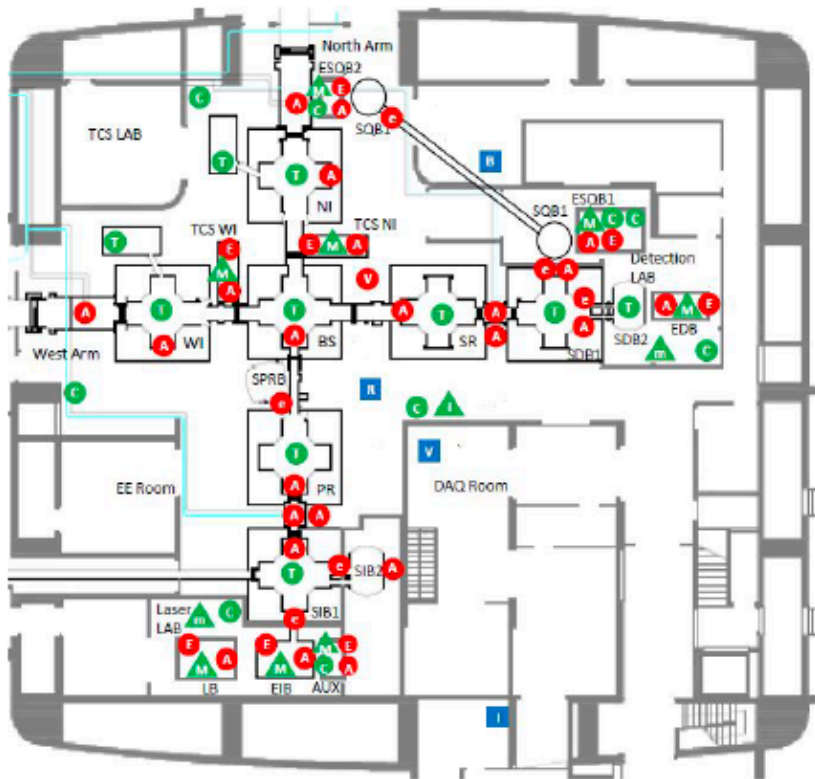 North Arm
ESQB2
M E
A
C A
C
SQB1
e
TCS LAB
T
T A
B
NI
TCS NI
ESQB1
M C C
SQB1
A E
T
TCS WI
E
E M A
Detection
LAB
M
V
e A
A
e
A
T
T
A
T
A
T
T
A M E
A
A
A
A
EDB
West Arm
WI
BS
SR
SDB1
SDB2
m
C
SPRB
C
R
e
C I
V
T
EE Room
PR
DAQ Room
A
A A
A
T
e
SIB2
A
Laser
LAB
m
C
SIB1
e
E
A
M
E
A
M
M E
C A
LB
EIB
AUX
I